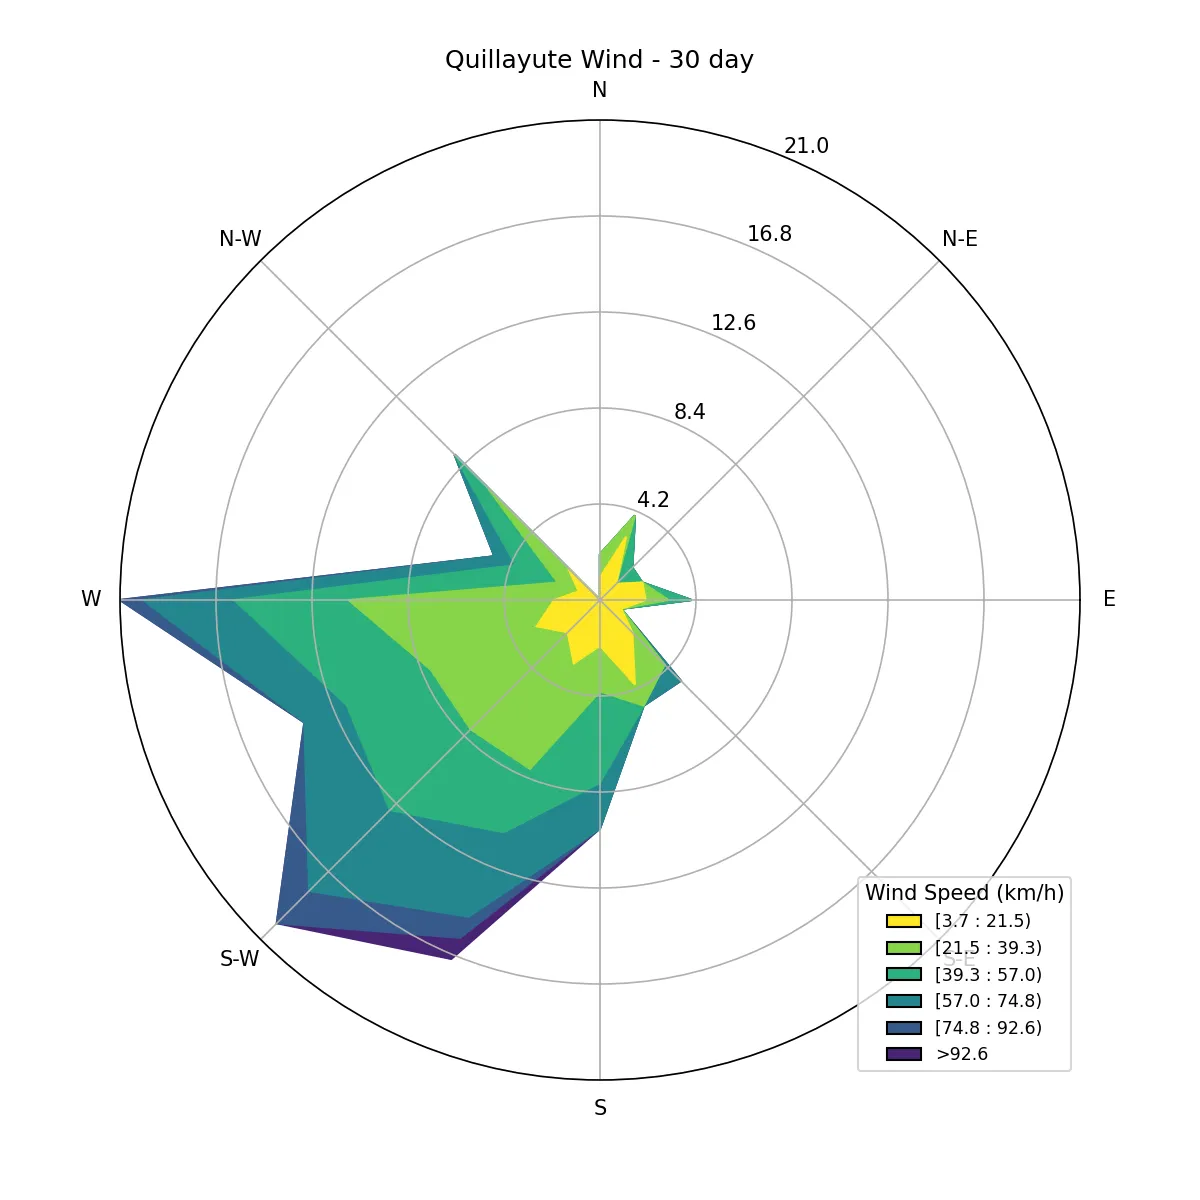 Quillayute Wind - 30 day
N
21.0
16.8
N-W
N-E
12.6
8.4
4.2
W
E
S-W
S-E
S
Wind Speed (km/h)
[3.7 : 21.5)
[21.5 : 39.3)
[39.3 : 57.0)
[57.0 : 74.8)
[74.8 : 92.6)
>92.6